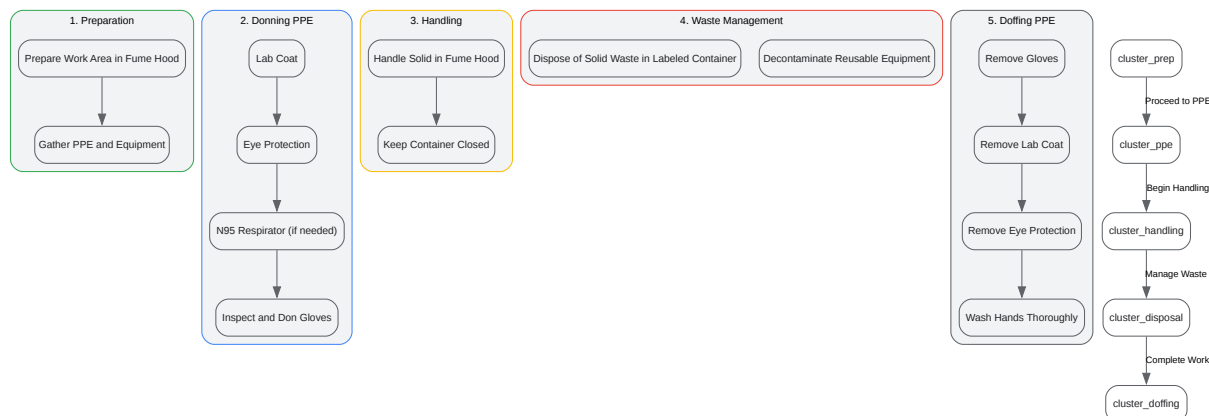 1. Preparation
Prepare Work Area in Fume Hood
Gather PPE and Equipment
2. Donning PPE
Lab Coat
Eye Protection
N95 Respirator (if needed)
Inspect and Don Gloves
3. Handling
Handle Solid in Fume Hood
Keep Container Closed
4. Waste Management
Dispose of Solid Waste in Labeled Container
Decontaminate Reusable Equipment
5. Doffing PPE
Remove Gloves
Remove Lab Coat
Remove Eye Protection
Wash Hands Thoroughly
cluster_prep
Proceed to PPE
cluster_ppe
Begin Handling
cluster_handling
Manage Waste
cluster_disposal
Complete Work
cluster_doffing